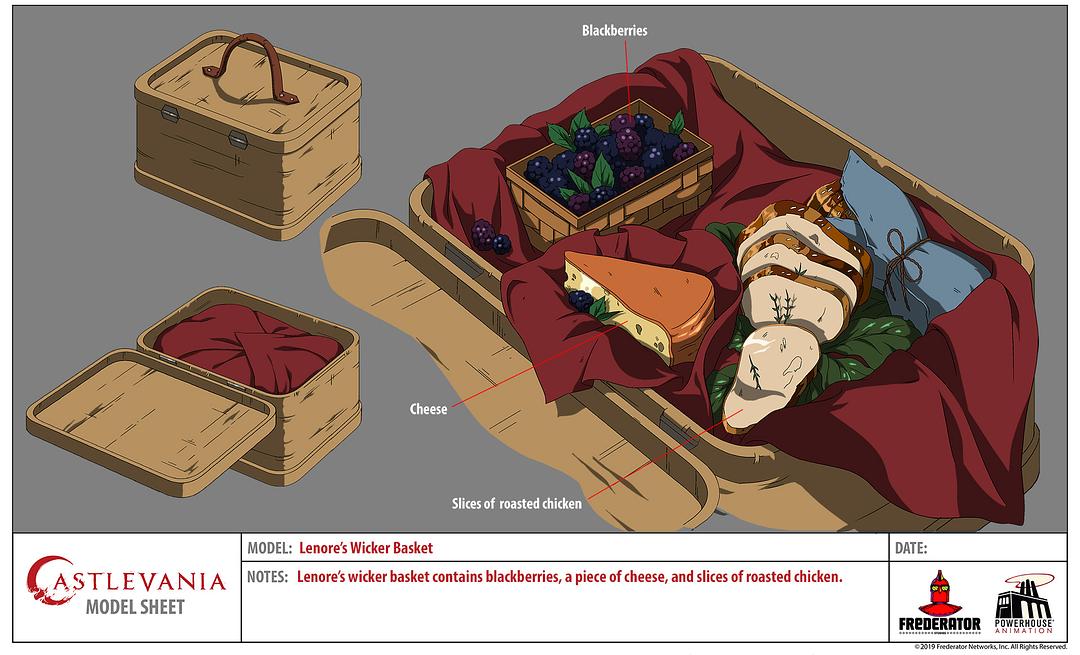 Blackberries
Cheese
Slices of roasted chicken
MODEL: Lenore's Wicker Basket
DATE:
NOTES: Lenore's wicker basket contains blackberries, a piece of cheese, and slices of roasted chicken.
CASTLEVANIA
MODEL SHEET
FREDERATOR
POWERHOUSE
ANIMATION
©2019 Frederator Networks, Inc. All Rights Reserved.